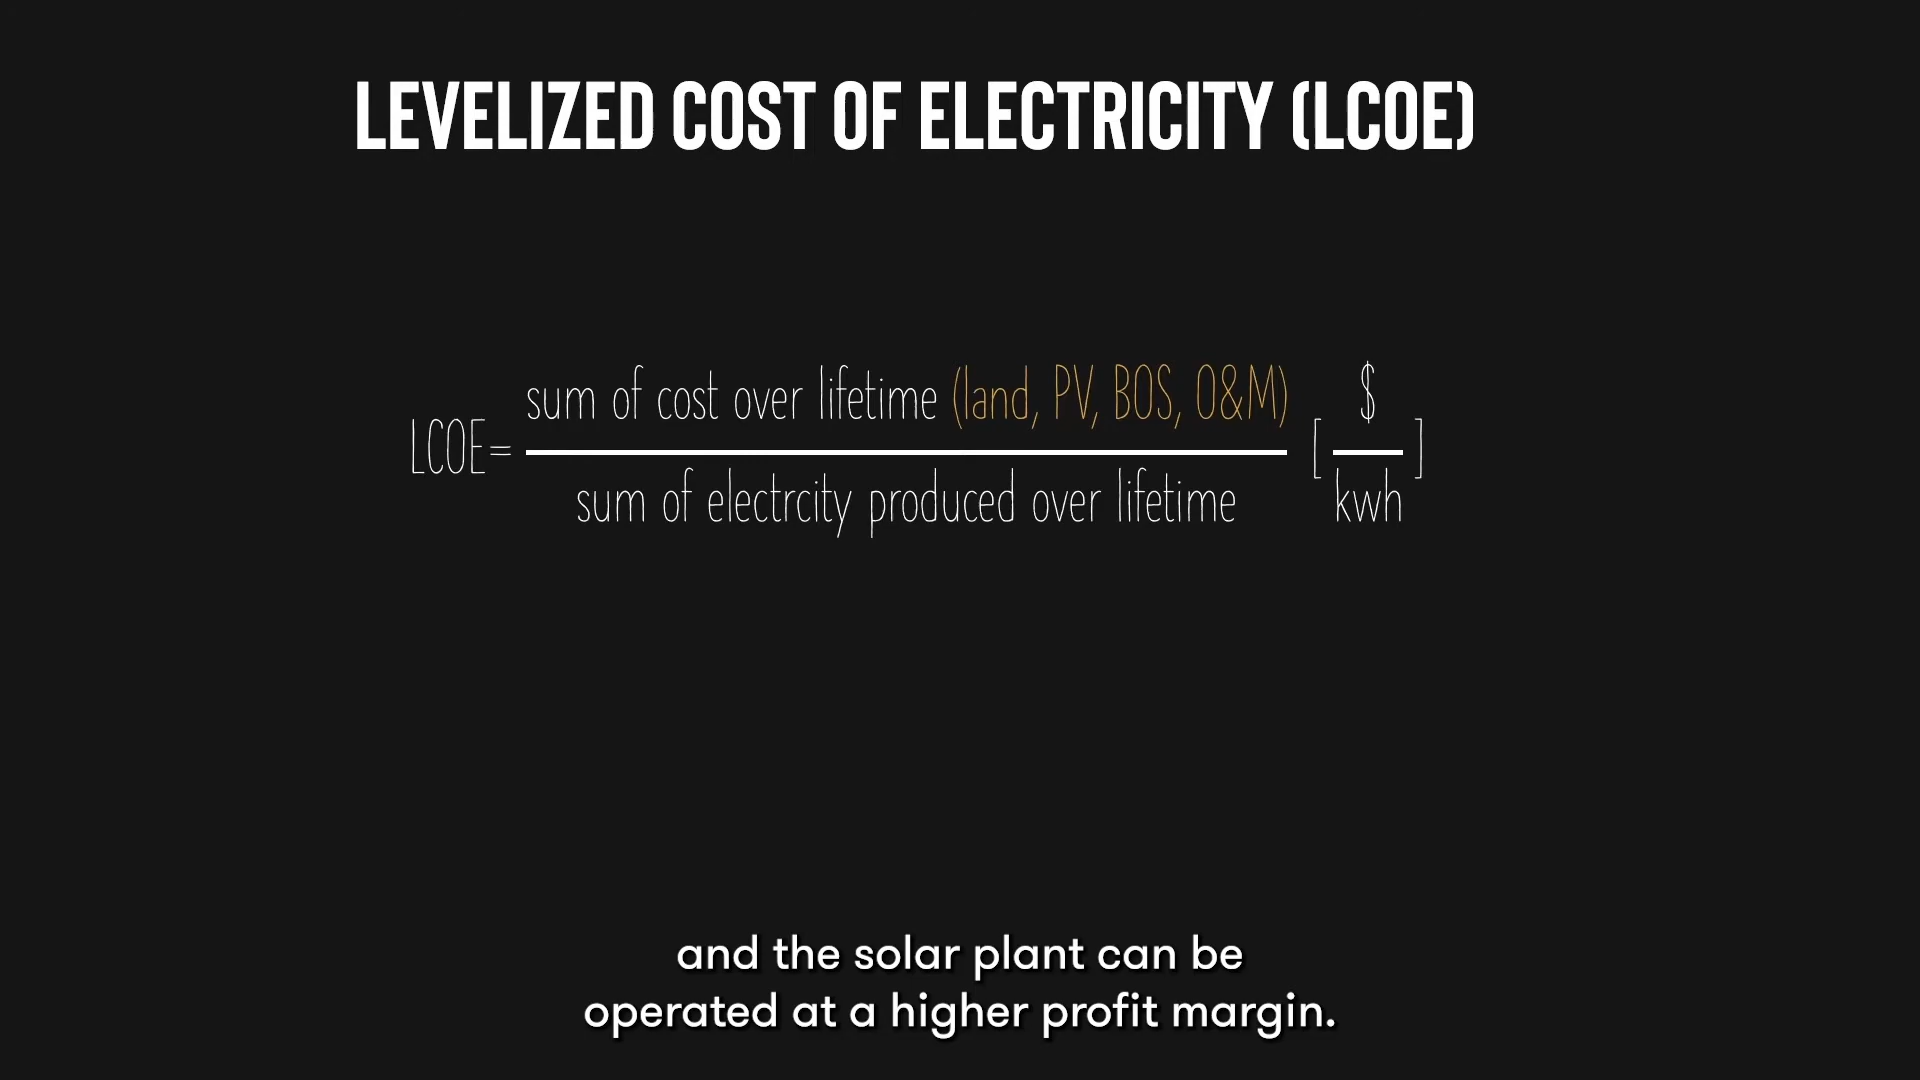 LEVELIZED COST OF ELECTRICITY (LCOE)
LCOE= sum of cost over lifetime (land, PV, BOS, O&M) [ $ ]
sum of electrcity produced over lifetime kwh
and the solar plant can be
operated at a higher profit margin.